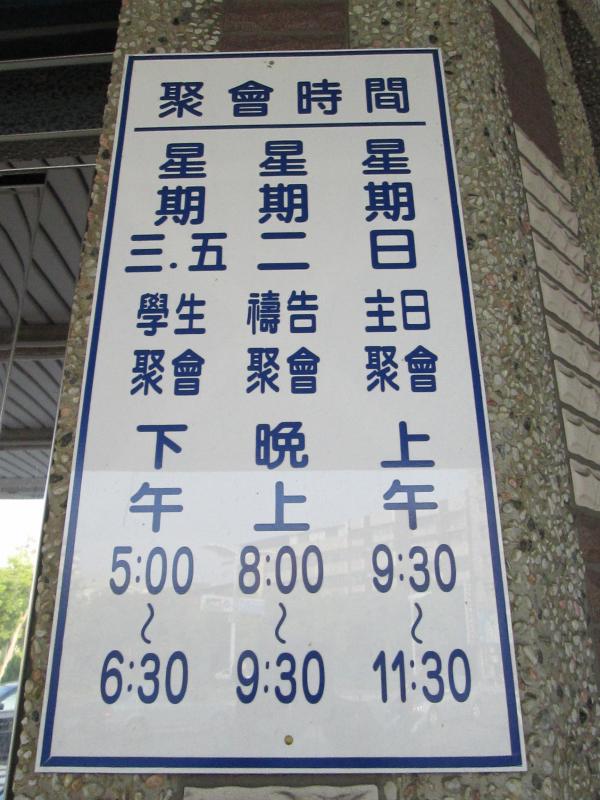 聚會時間
星期日
主日
聚會
上午
9:30
~
11:30
星期二
禱告
聚會
晚上
8:00
~
9:30
星期三.五
學生
聚會
下午
5:00
~
6:30